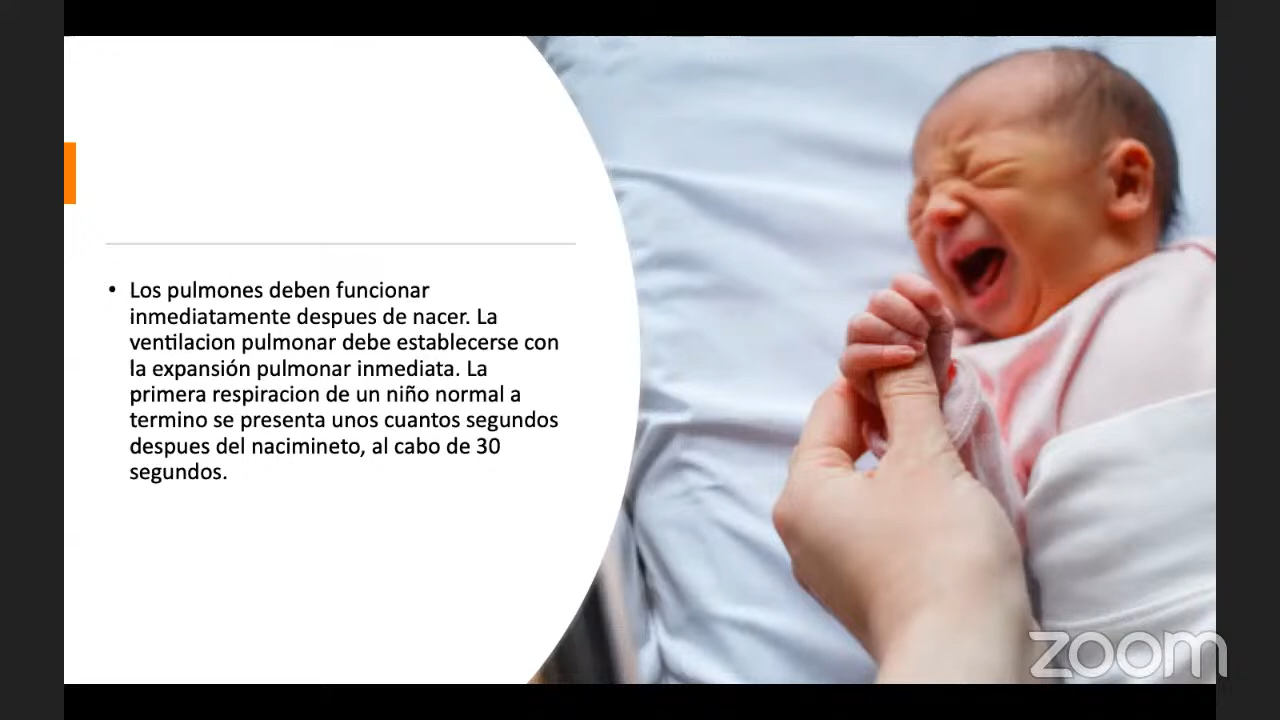 • Los pulmones deben funcionar
inmediatamente despues de nacer. La
ventilacion pulmonar debe establecerse con
la expansión pulmonar inmediata. La
primera respiracion de un niño normal a
termino se presenta unos cuantos segundos
despues del nacimineto, al cabo de 30
segundos.
zoom